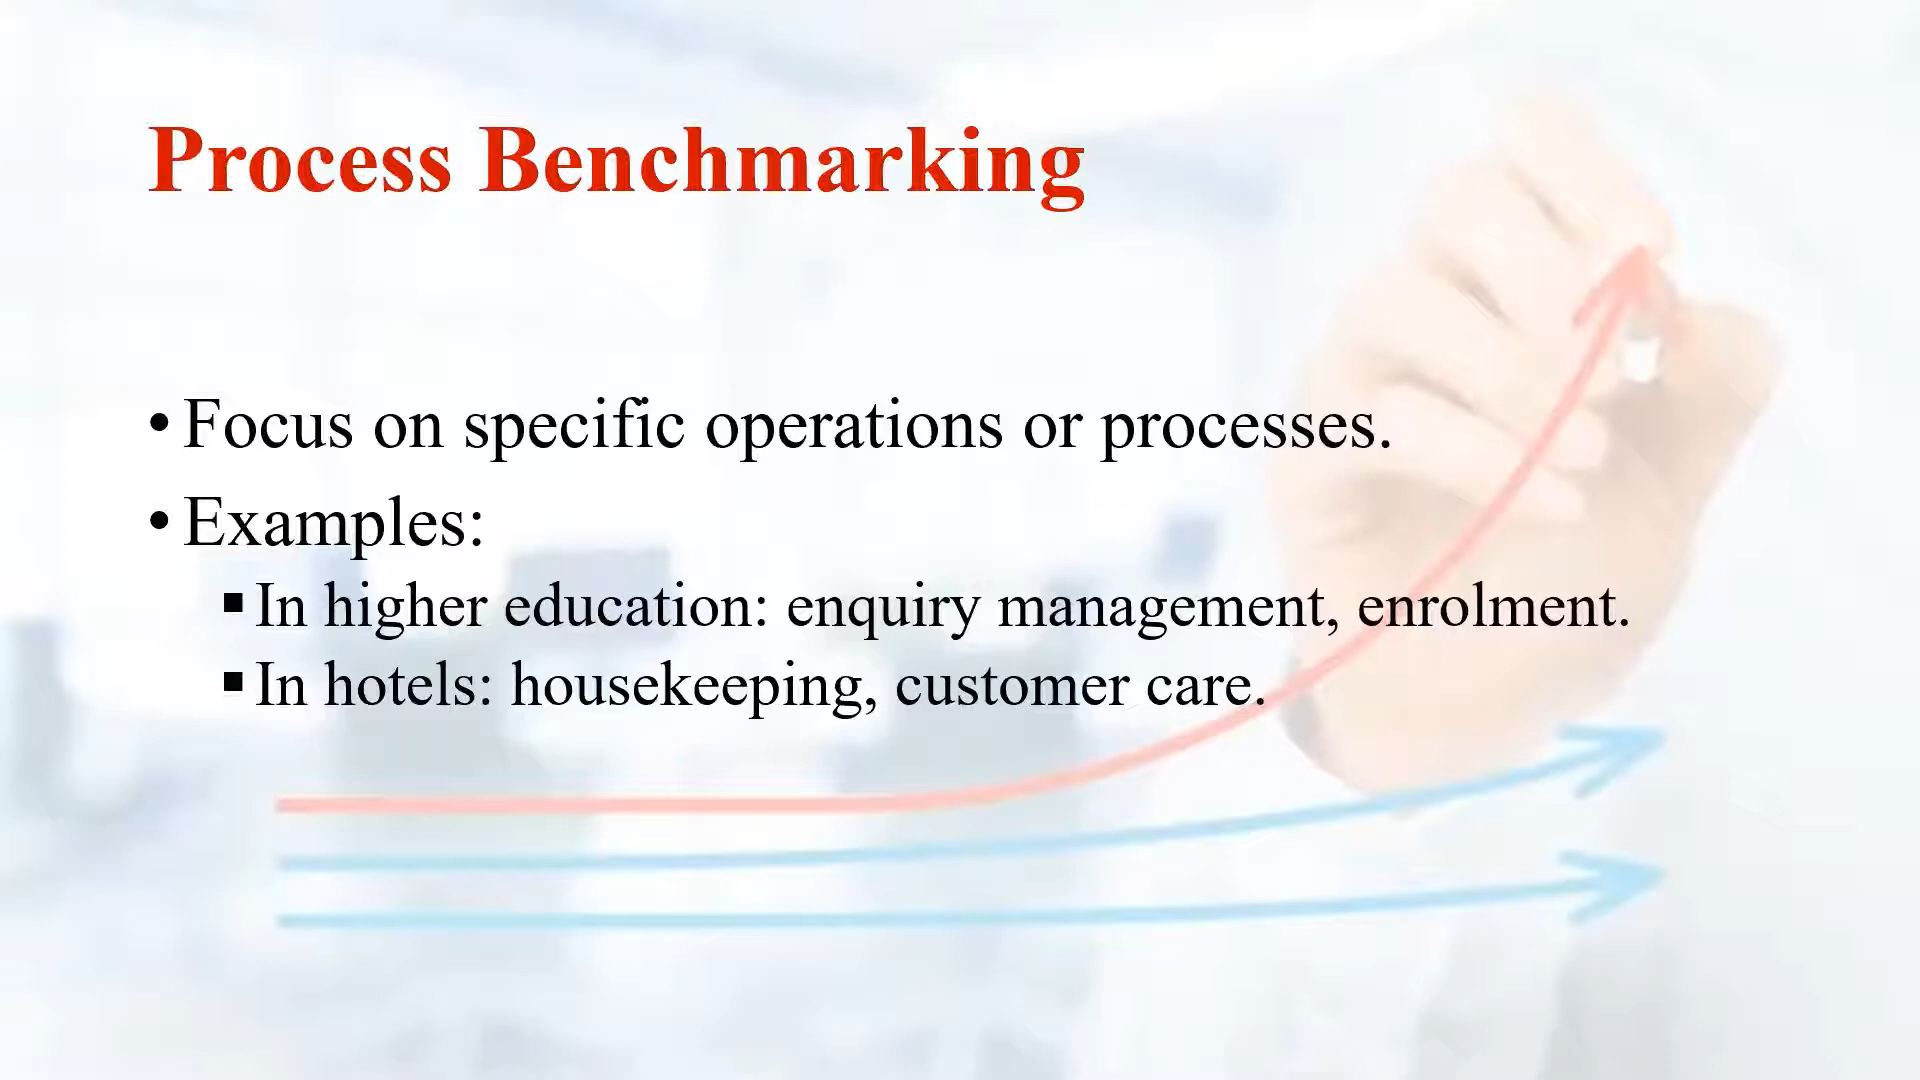 Process Benchmarking
• Focus on specific operations or processes.
• Examples:
▪ In higher education: enquiry management, enrolment.
▪ In hotels: housekeeping, customer care.